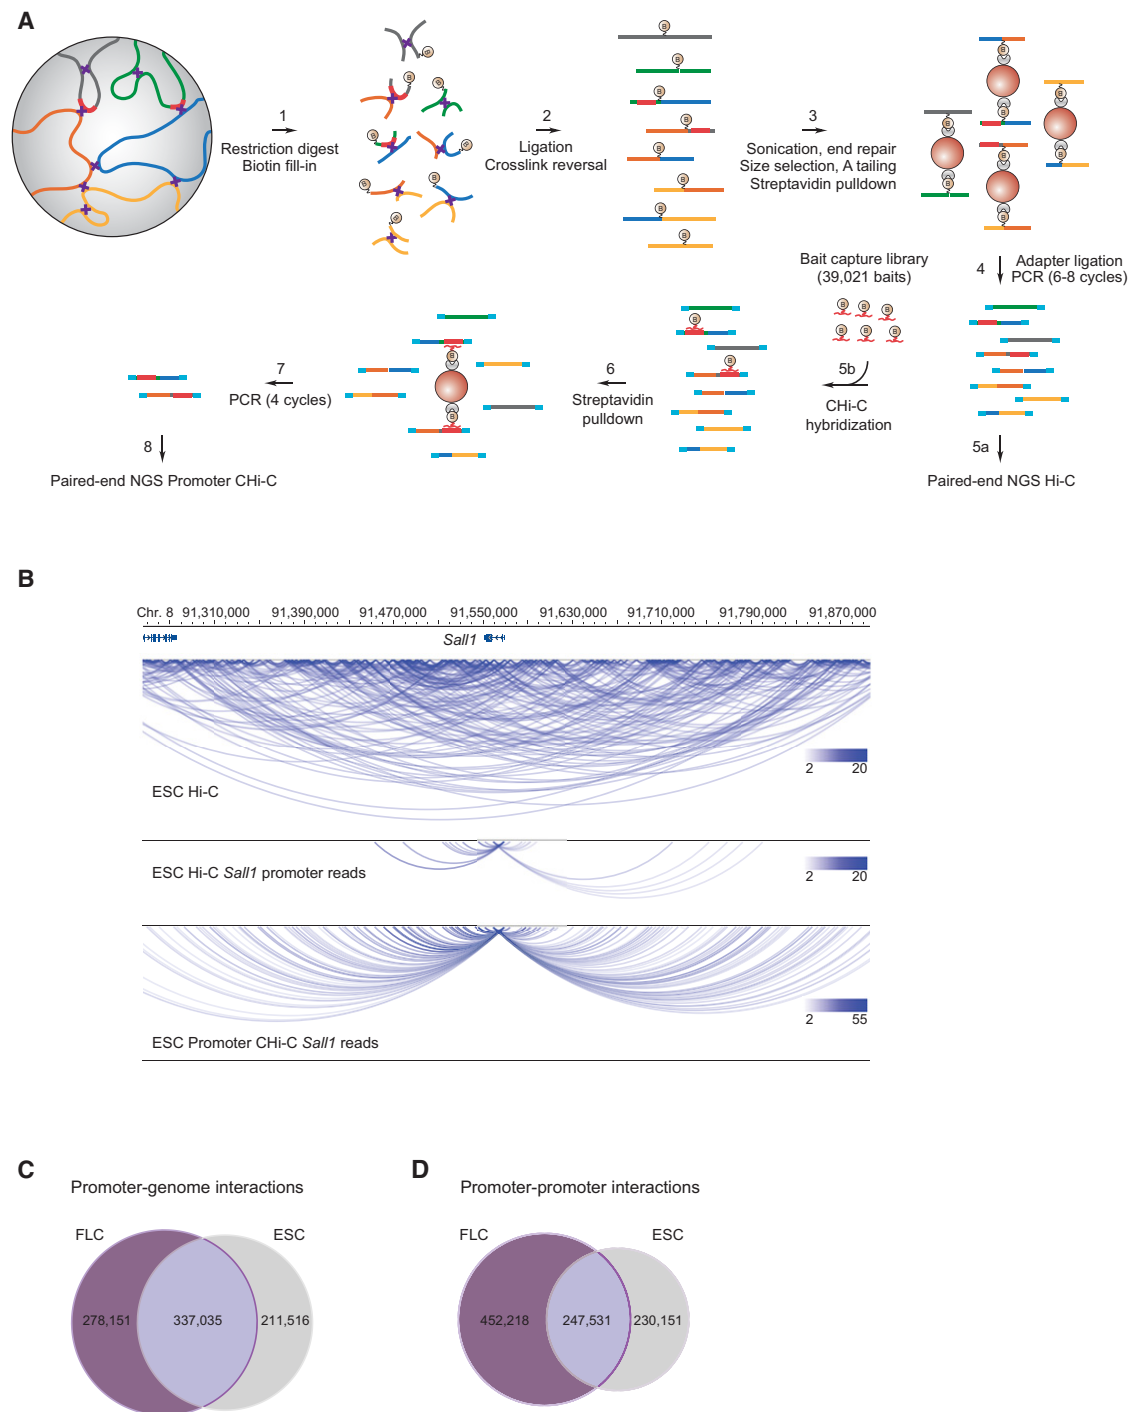 A
1
Restriction digest
Biotin fill-in
2
Ligation
Crosslink reversal
3
Sonication, end repair
Size selection, A tailing
Streptavidin pulldown
4
Adapter ligation
PCR (6-8 cycles)
Bait capture library
(39,021 baits)
5b
CHi-C
hybridization
5a
Paired-end NGS Hi-C
6
Streptavidin
pulldown
7
PCR (4 cycles)
8
Paired-end NGS Promoter CHi-C
B
Chr. 8 91,310,000 91,390,000 91,470,000 91,550,000 91,630,000 91,710,000 91,790,000 91,870,000
Sall1
2 20
ESC Hi-C
ESC Hi-C Sall1 promoter reads
2 20
2 55
ESC Promoter CHi-C Sall1 reads
C
Promoter-genome interactions
FLC
ESC
278,151
337,035
211,516
D
Promoter-promoter interactions
FLC
ESC
452,218
247,531
230,151